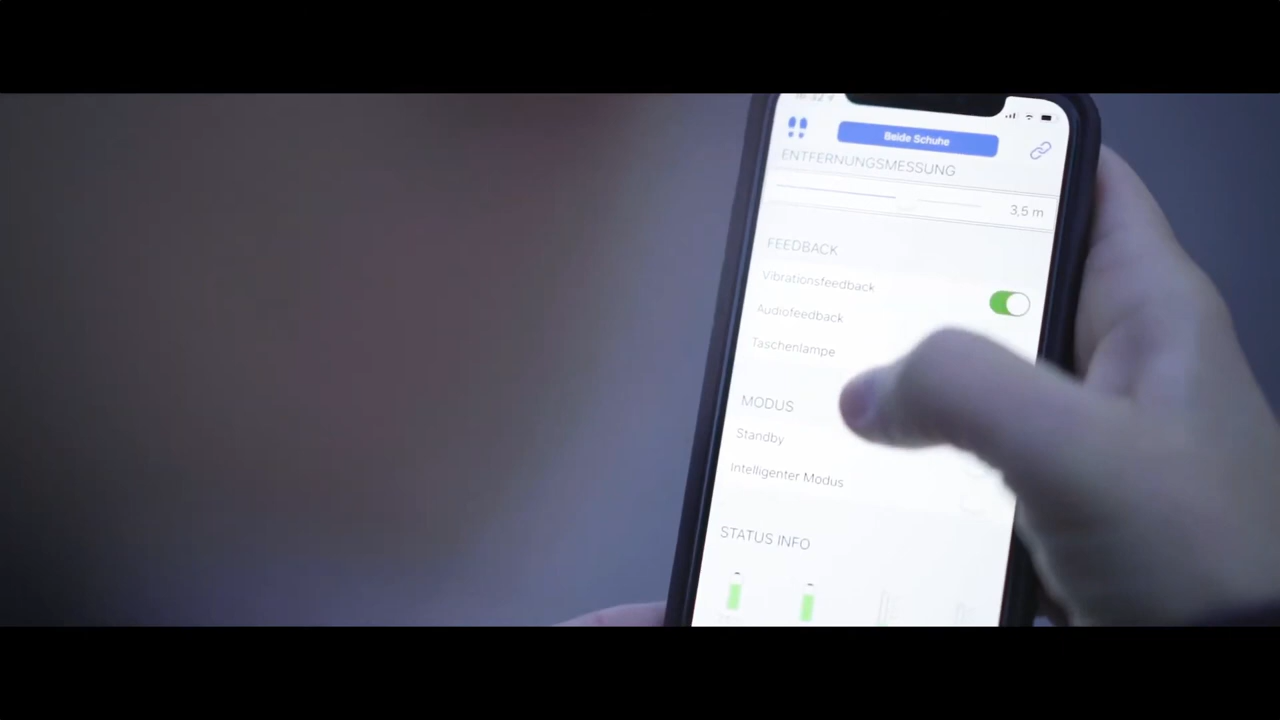 Beide Schuhe
ENTFERNUNGSMESSUNG
3,5 m
FEEDBACK
Vibrationsfeedback
Audiofeedback
Taschenlampe
MODUS
Standby
Intelligenter Modus
STATUS INFO